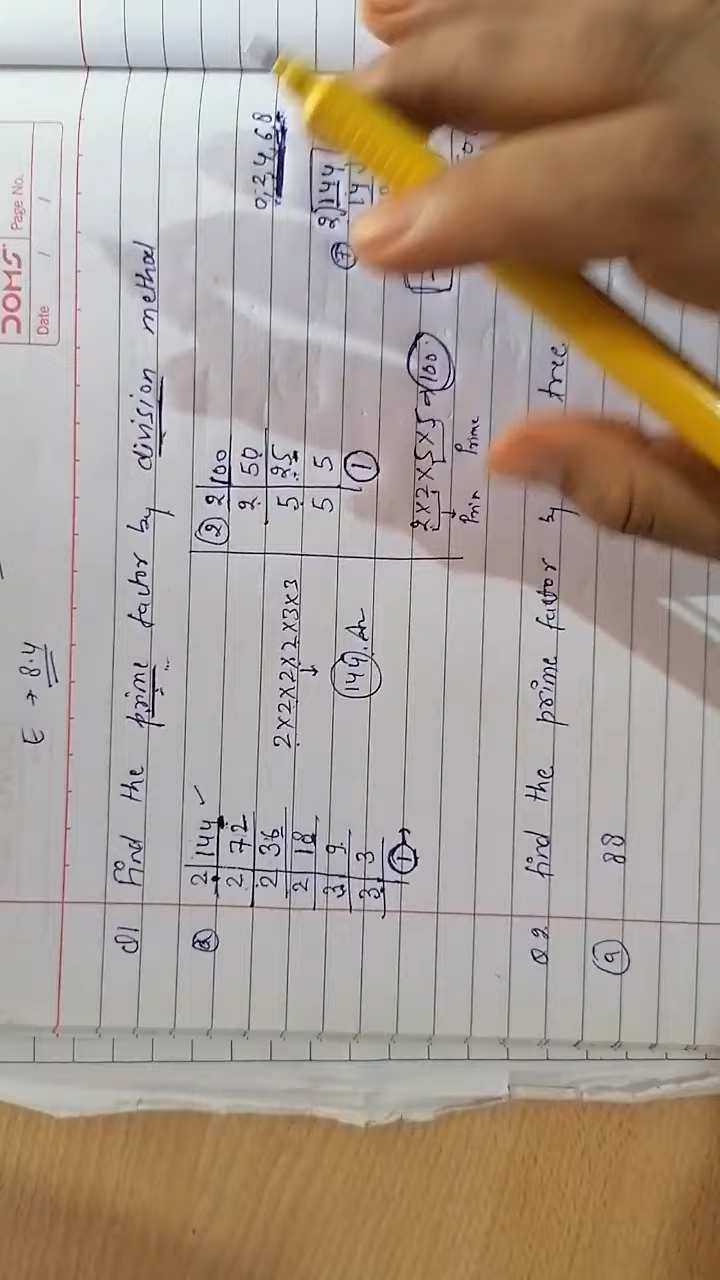 DOMS Page No.
Date / /
E → 8.4
Q1 Find the prime factor by division method
(a) 2 144 ✓
2 72
2 36
2 18
3 9
3 3
1
2×2×2×2×3×3
↓
144. Ans
(2) 2 100
2 50
5 25
5 5
1
2×2×5×5 → 100.
Prime
0,2,4,6,8
(7) 2 144
14
Q2 find the prime factor by tree
(a) 88